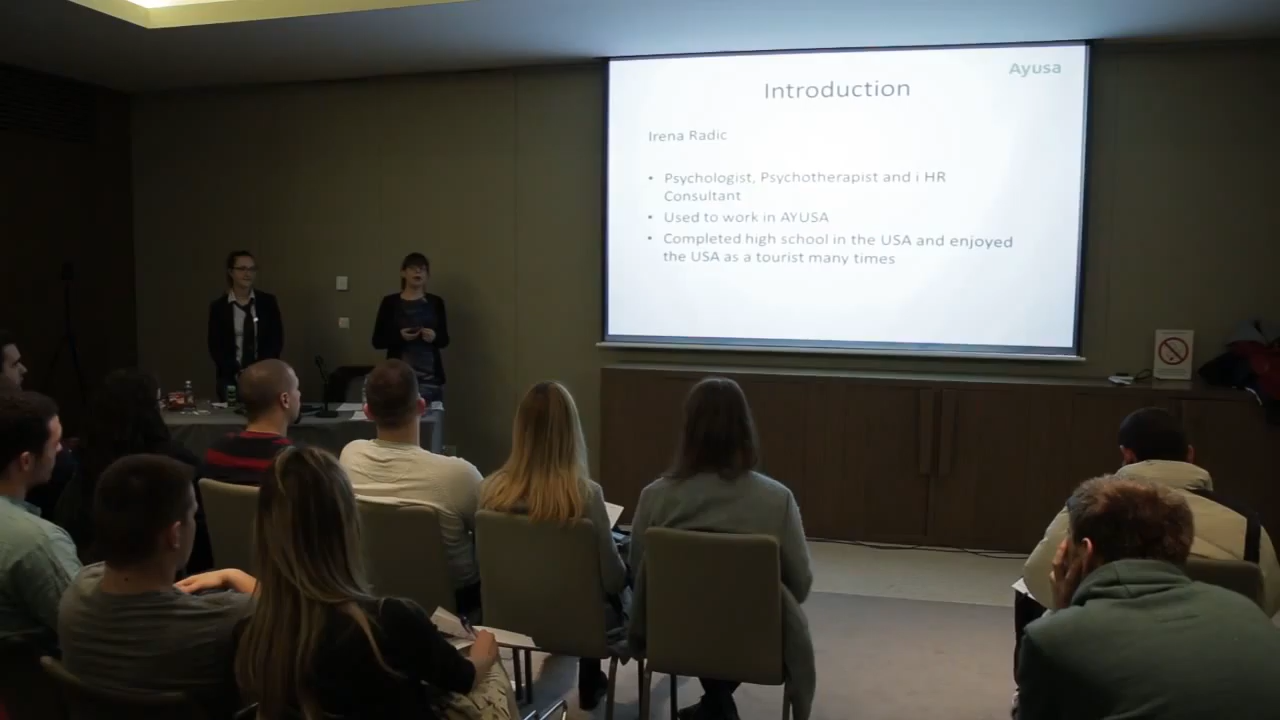 Ayusa
Introduction
Irena Radic
• Psychologist, Psychotherapist and i HR
Consultant
• Used to work in AYUSA
• Completed high school in the USA and enjoyed
the USA as a tourist many times